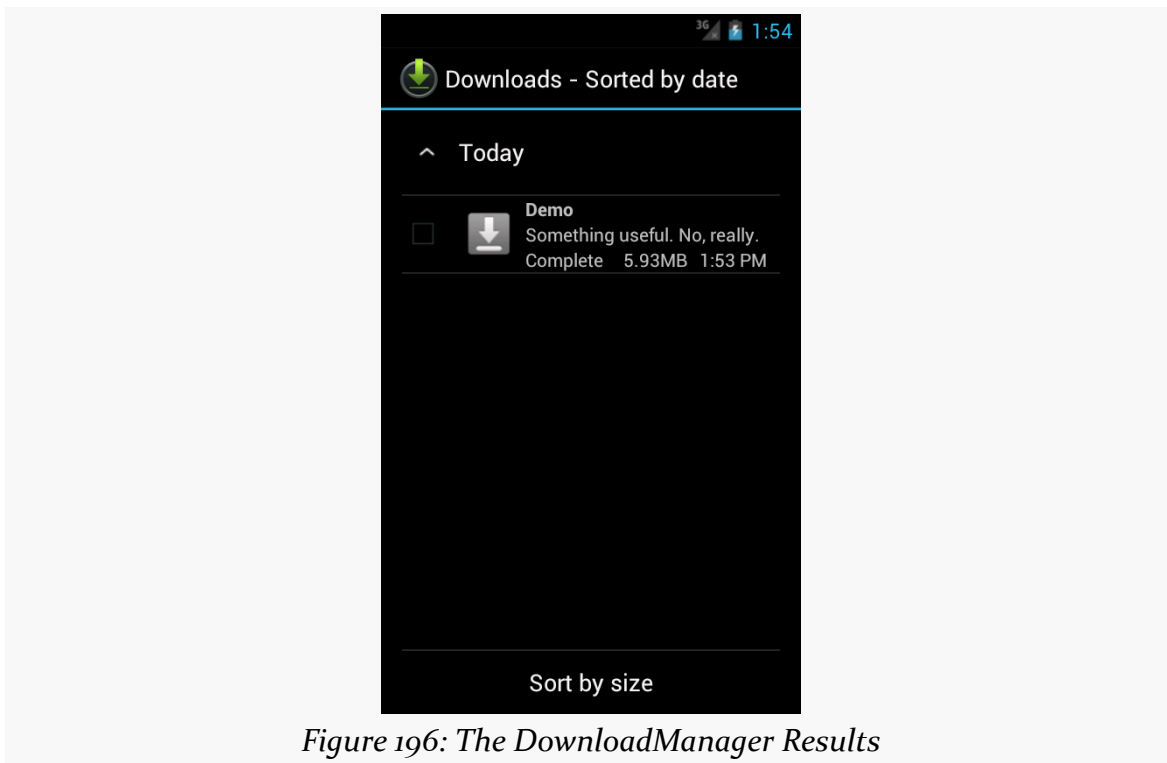 3G 1:54
Downloads - Sorted by date
Today
Demo
Something useful. No, really.
Complete 5.93MB 1:53 PM
Sort by size
Figure 196: The DownloadManager Results